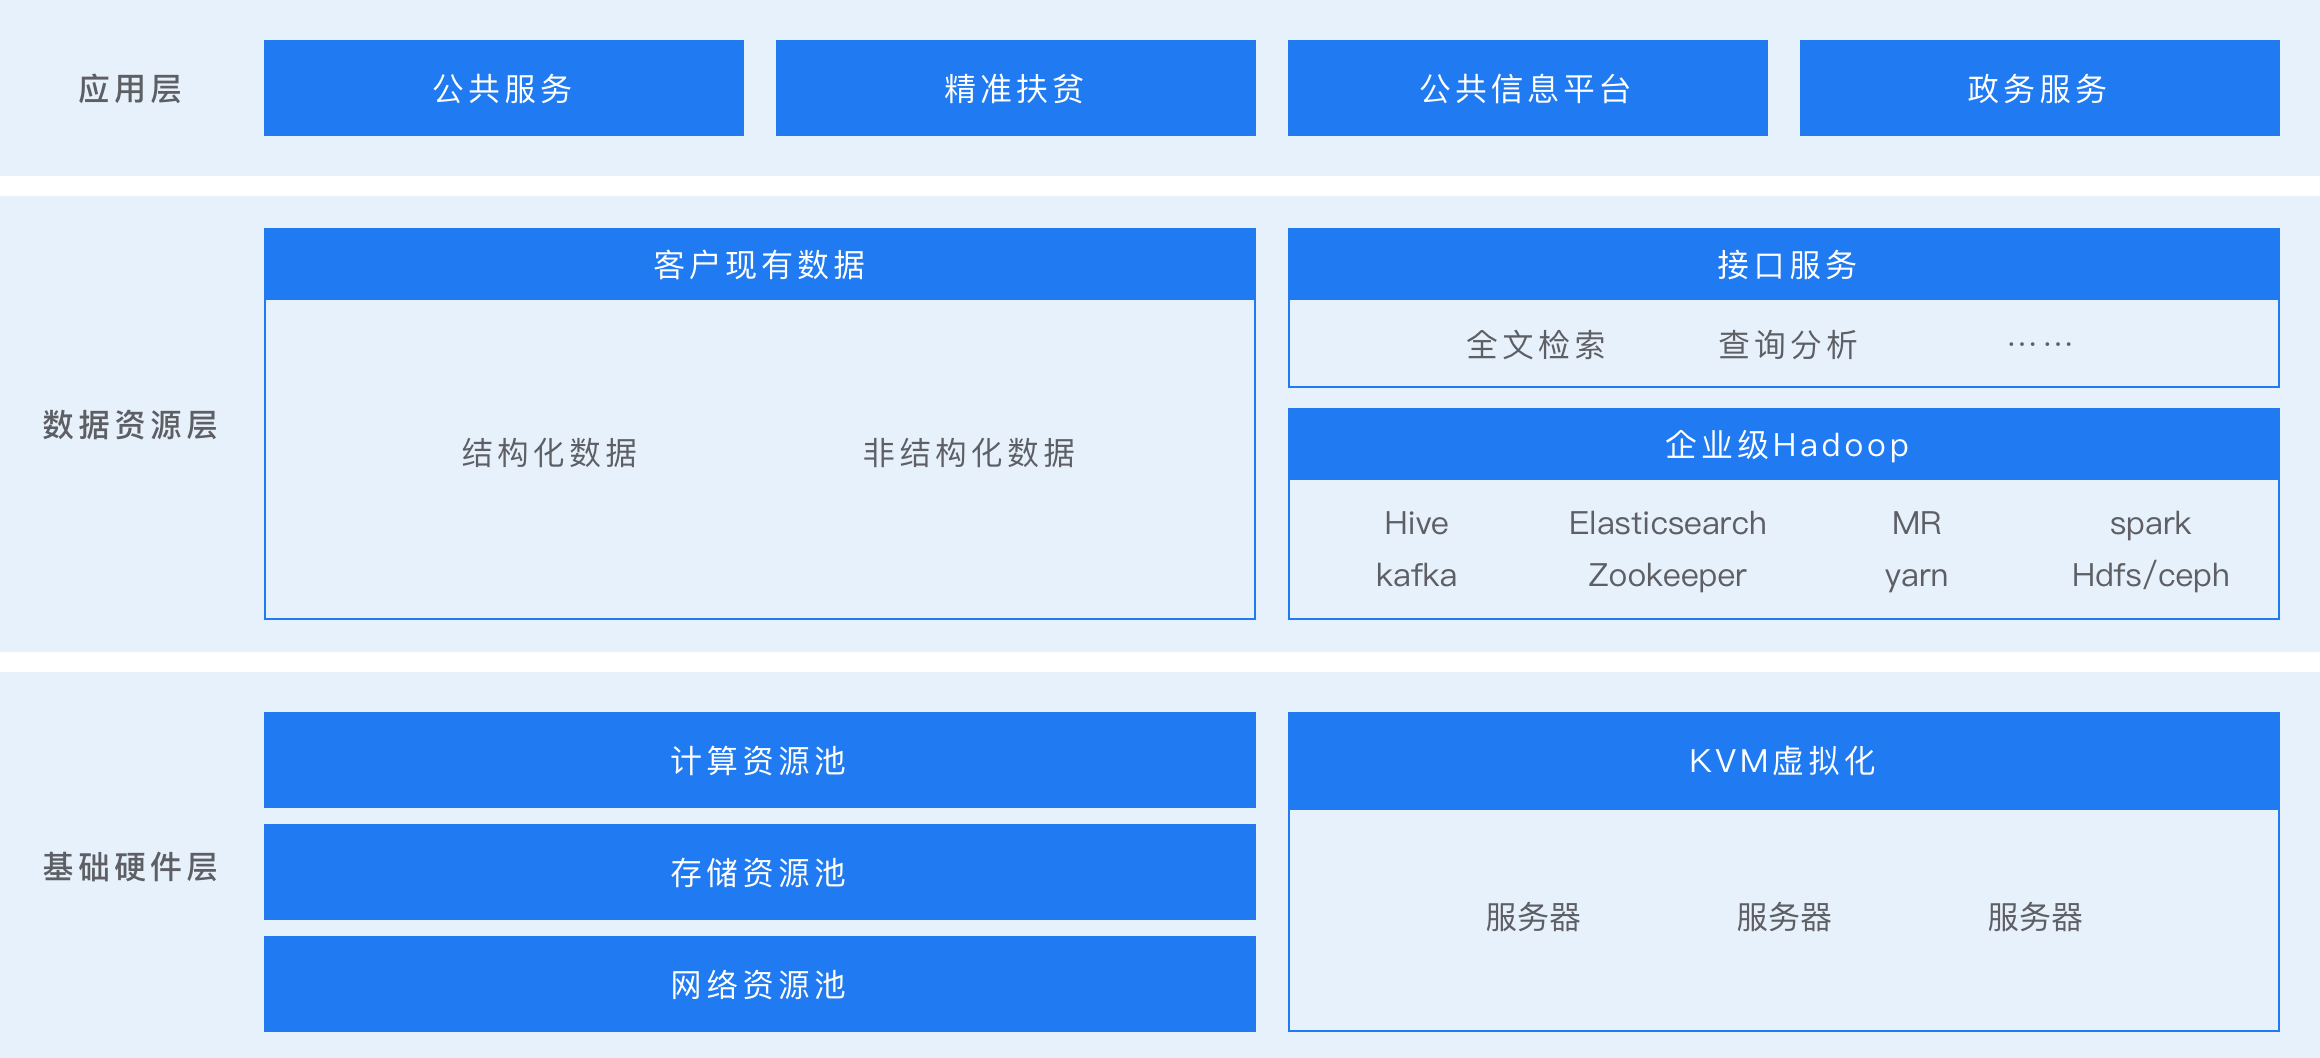 应用层
公共服务
精准扶贫
公共信息平台
政务服务
数据资源层
客户现有数据
结构化数据
非结构化数据
接口服务
全文检索
查询分析
……
企业级Hadoop
Hive
Elasticsearch
MR
spark
kafka
Zookeeper
yarn
Hdfs/ceph
基础硬件层
计算资源池
存储资源池
网络资源池
KVM虚拟化
服务器
服务器
服务器